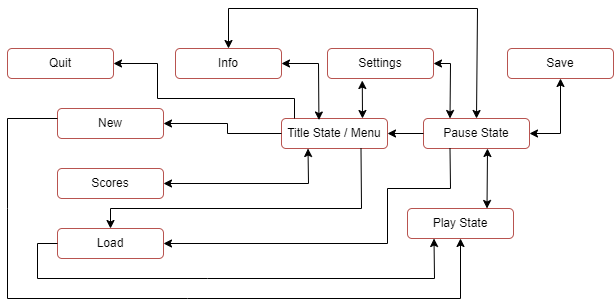 Quit
Info
Settings
Save
New
Title State / Menu
Pause State
Scores
Play State
Load